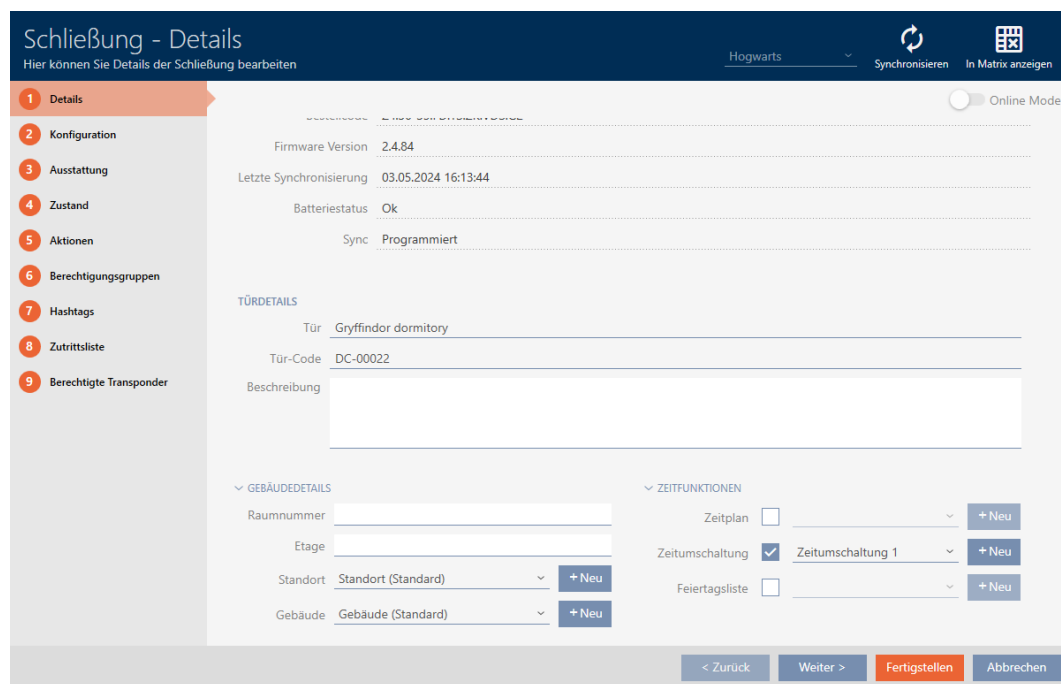 Schließung - Details
Hier können Sie Details der Schließung bearbeiten
Hogwarts
Synchronisieren
In Matrix anzeigen
1 Details
2 Konfiguration
3 Ausstattung
4 Zustand
5 Aktionen
6 Berechtigungsgruppen
7 Hashtags
8 Zutrittsliste
9 Berechtigte Transponder
Online Mode
Firmware Version 2.4.84
Letzte Synchronisierung 03.05.2024 16:13:44
Batteriestatus Ok
Sync Programmiert
TÜRDETAILS
Tür Gryffindor dormitory
Tür-Code DC-00022
Beschreibung
GEBÄUDEDETAILS
Raumnummer
Etage
Standort Standort (Standard) +Neu
Gebäude Gebäude (Standard) +Neu
ZEITFUNKTIONEN
Zeitplan +Neu
Zeitumschaltung Zeitumschaltung 1 +Neu
Feiertagsliste +Neu
< Zurück
Weiter >
Fertigstellen
Abbrechen